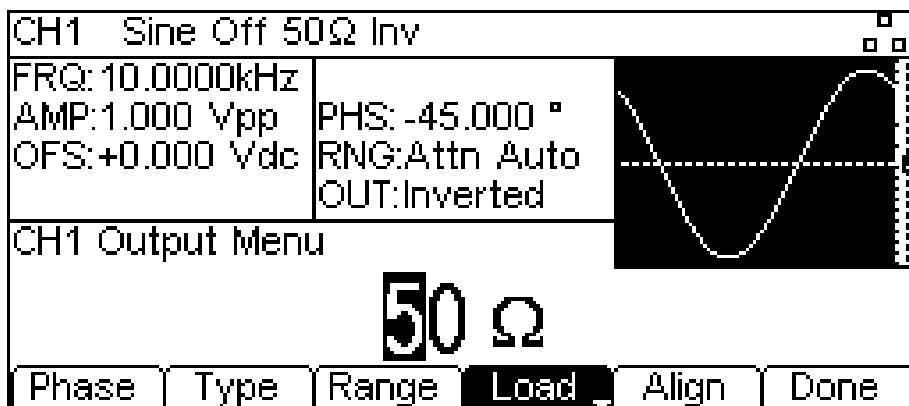 CH1 Sine Off 50Ω Inv
FRQ:10.0000kHz
AMP:1.000 Vpp
OFS:+0.000 Vdc
PHS:-45.000 °
RNG:Attn Auto
OUT:Inverted
CH1 Output Menu
50 Ω
Phase Type Range Load Align Done